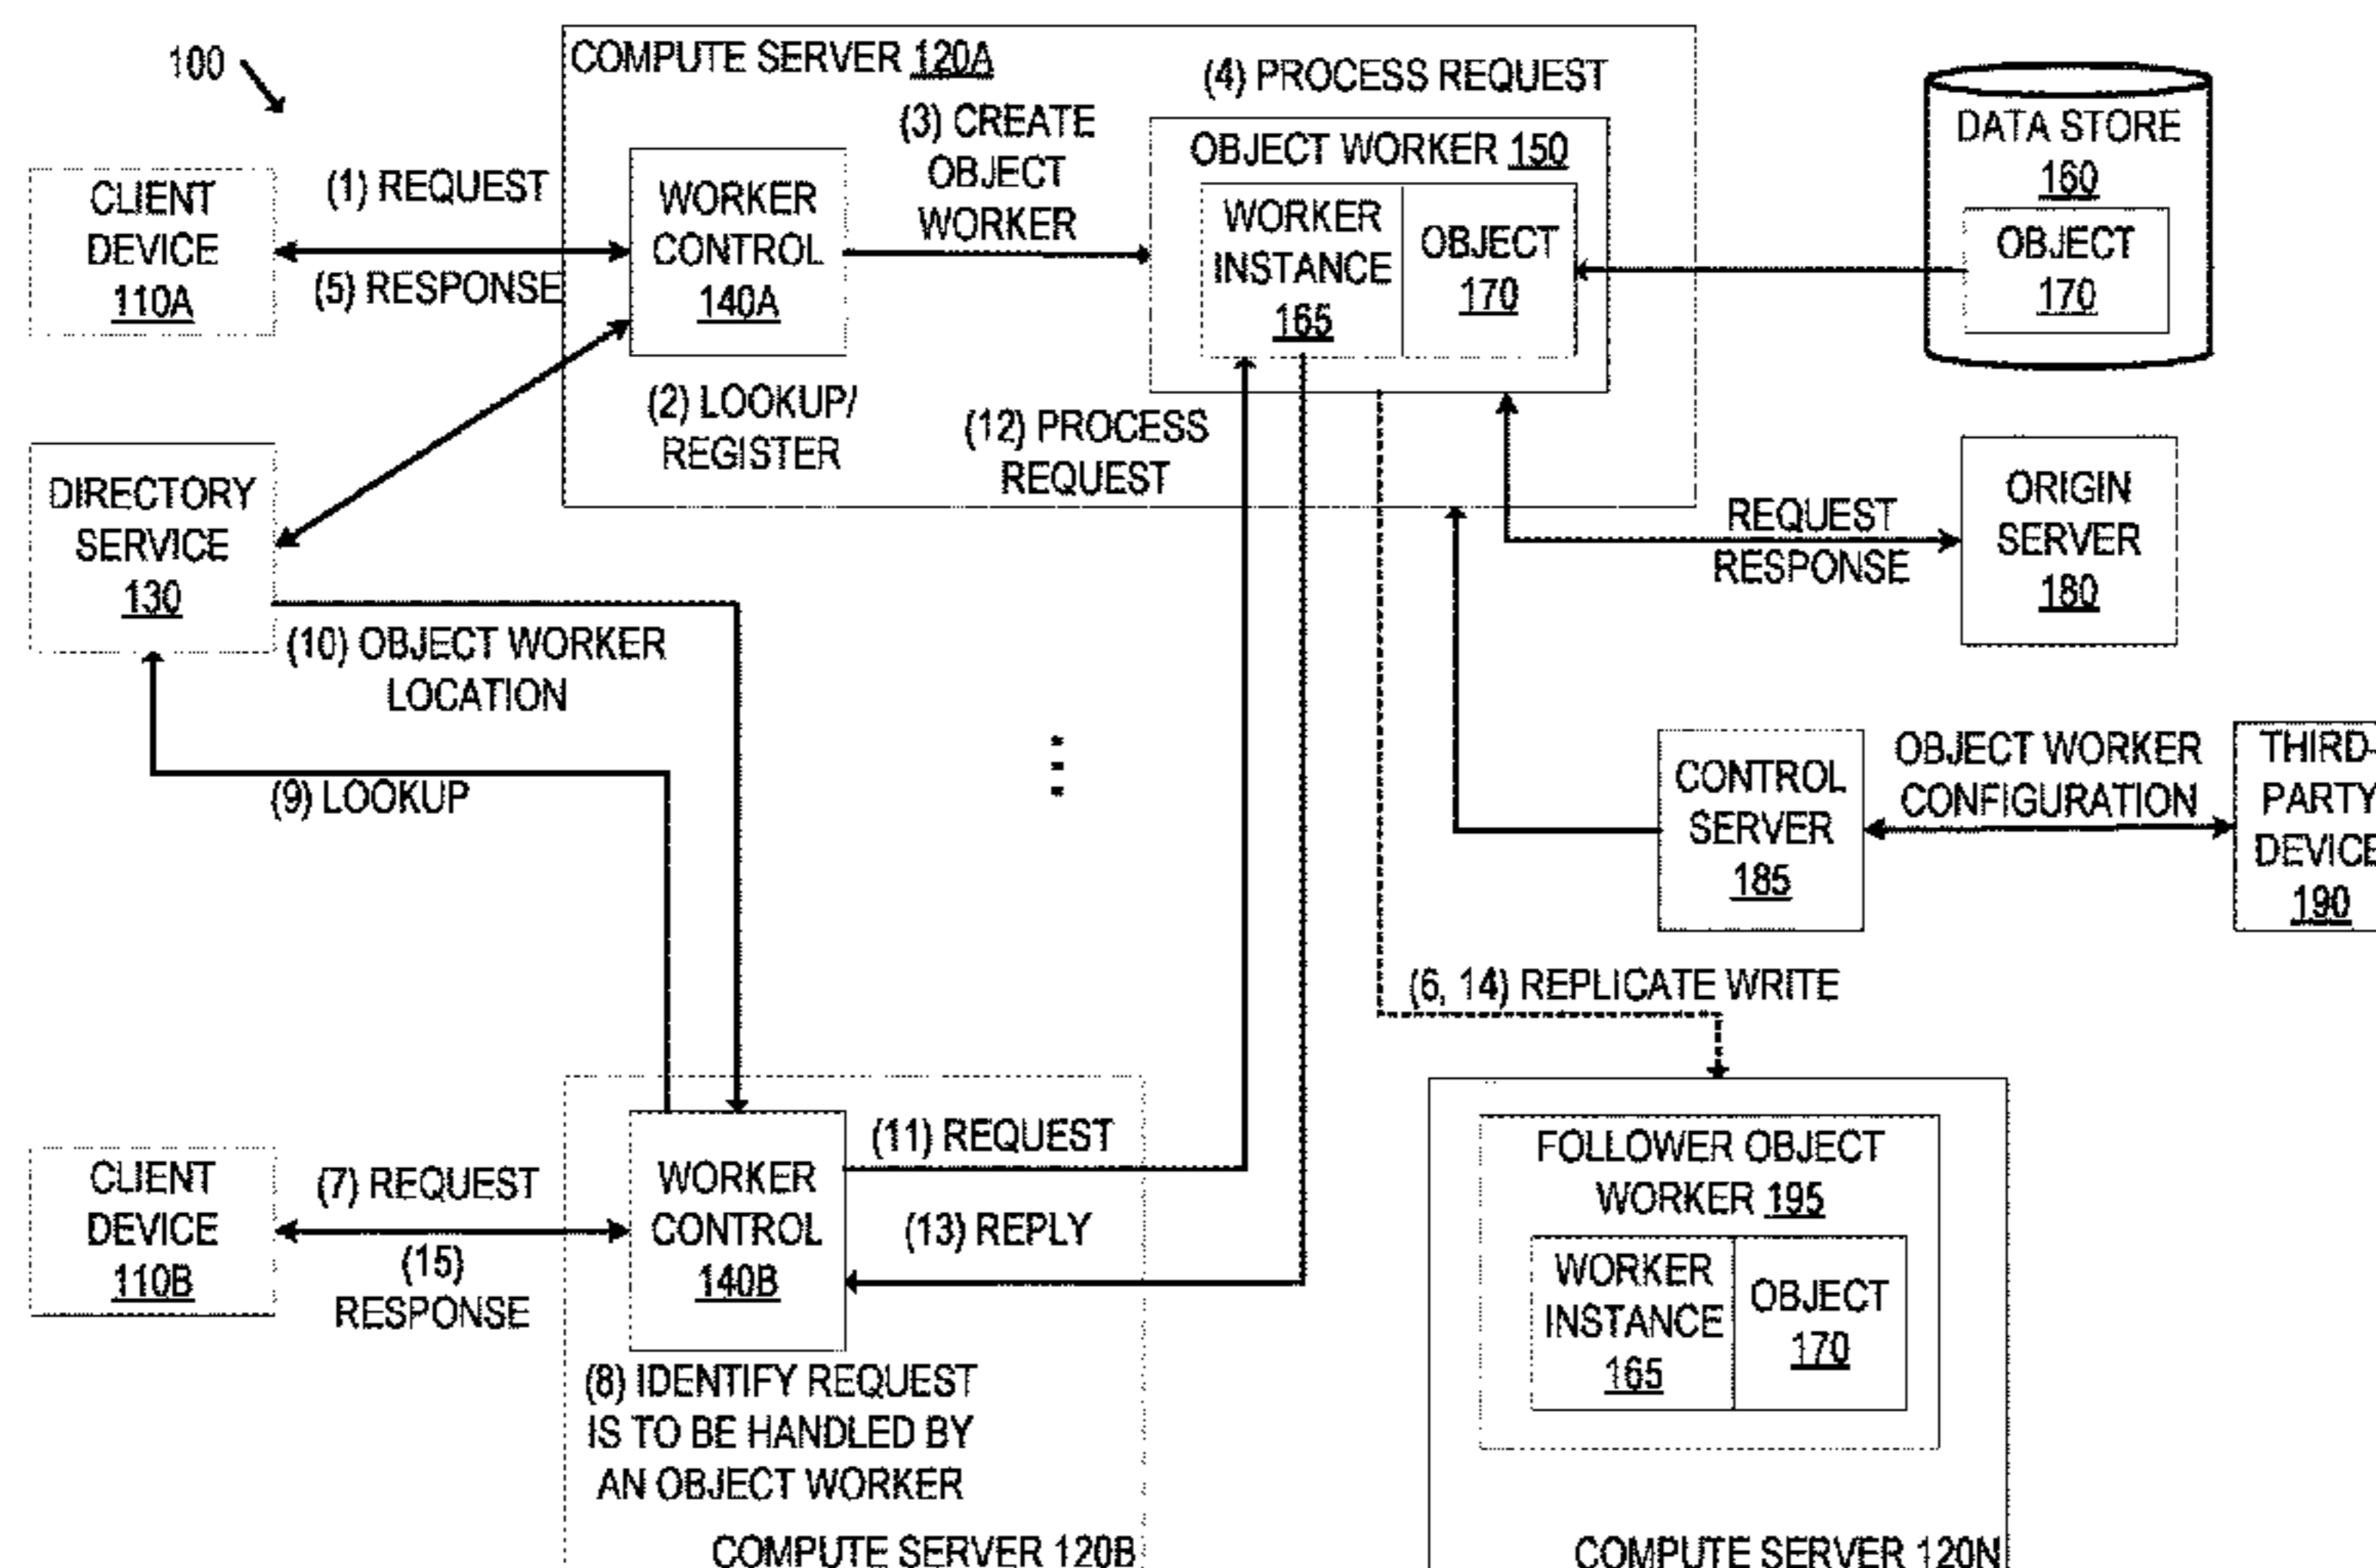 100
COMPUTE SERVER 120A
(4) PROCESS REQUEST
(3) CREATE
OBJECT
WORKER
CLIENT
DEVICE
110A
(1) REQUEST
(5) RESPONSE
WORKER
CONTROL
140A
OBJECT WORKER 150
WORKER
INSTANCE
165
OBJECT
170
DATA STORE
160
OBJECT
170
(2) LOOKUP/
REGISTER
(12) PROCESS
REQUEST
DIRECTORY
SERVICE
130
REQUEST
RESPONSE
ORIGIN
SERVER
180
(10) OBJECT WORKER
LOCATION
(9) LOOKUP
CONTROL
SERVER
185
OBJECT WORKER
CONFIGURATION
THIRD-
PARTY
DEVICE
190
(6, 14) REPLICATE WRITE
CLIENT
DEVICE
110B
(7) REQUEST
(15)
RESPONSE
WORKER
CONTROL
140B
(11) REQUEST
(13) REPLY
(8) IDENTIFY REQUEST
IS TO BE HANDLED BY
AN OBJECT WORKER
COMPUTE SERVER 120B
FOLLOWER OBJECT
WORKER 195
WORKER
INSTANCE
165
OBJECT
170
COMPUTE SERVER 120N